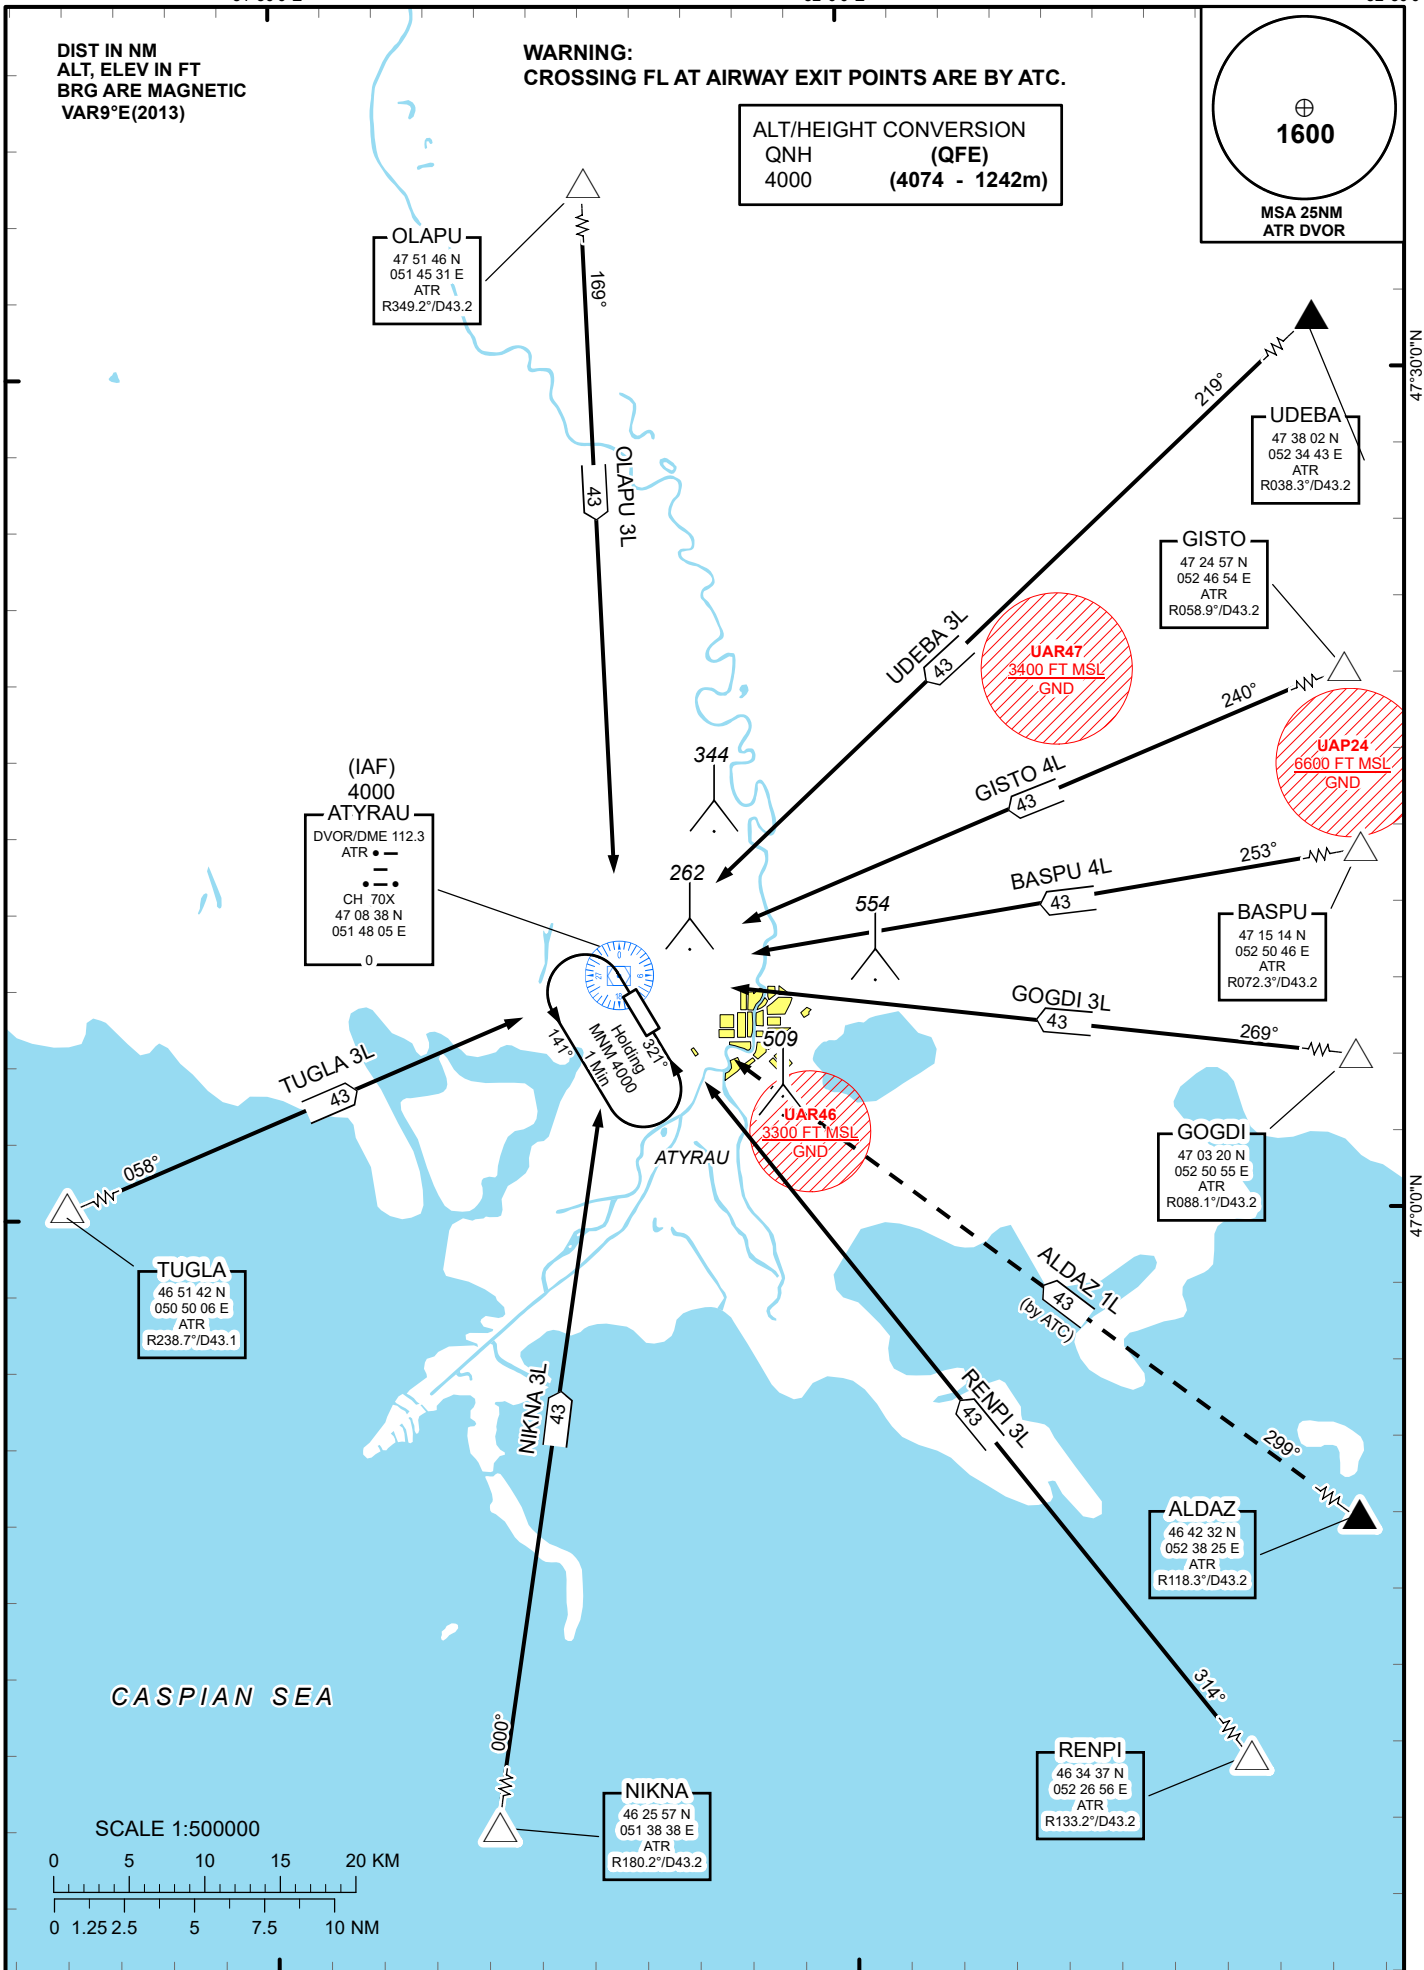 DIST IN NM
ALT, ELEV IN FT
BRG ARE MAGNETIC
VAR9°E(2013)
WARNING:
CROSSING FL AT AIRWAY EXIT POINTS ARE BY ATC.
ALT/HEIGHT CONVERSION
QNH (QFE)
4000 (4074 - 1242m)
1600
MSA 25NM
ATR DVOR
OLAPU
47 51 46 N
051 45 31 E
ATR
R349.2°/D43.2
169°
43
OLAPU 3L
47°30'0"N
219°
UDEBA
47 38 02 N
052 34 43 E
ATR
R038.3°/D43.2
UDEBA 3L
43
GISTO
47 24 57 N
052 46 54 E
ATR
R058.9°/D43.2
UAR47
3400 FT MSL
GND
240°
GISTO 4L
43
UAP24
6600 FT MSL
GND
344
262
554
(IAF)
4000
ATYRAU
DVOR/DME 112.3
ATR
CH 70X
47 08 38 N
051 48 05 E
0
253°
BASPU 4L
43
BASPU
47 15 14 N
052 50 46 E
ATR
R072.3°/D43.2
GOGDI 3L
43
269°
GOGDI
47 03 20 N
052 50 55 E
ATR
R088.1°/D43.2
141°
Holding
MNM 4000
1 Min
321°
509
UAR46
3300 FT MSL
GND
ATYRAU
TUGLA 3L
43
058°
TUGLA
46 51 42 N
050 50 06 E
ATR
R238.7°/D43.1
47°0'0"N
ALDAZ 1L
43
(by ATC)
299°
ALDAZ
46 42 32 N
052 38 25 E
ATR
R118.3°/D43.2
RENPI 3L
43
314°
RENPI
46 34 37 N
052 26 56 E
ATR
R133.2°/D43.2
NIKNA 3L
43
000°
NIKNA
46 25 57 N
051 38 38 E
ATR
R180.2°/D43.2
CASPIAN SEA
SCALE 1:500000
0 5 10 15 20 KM
0 1.25 2.5 5 7.5 10 NM